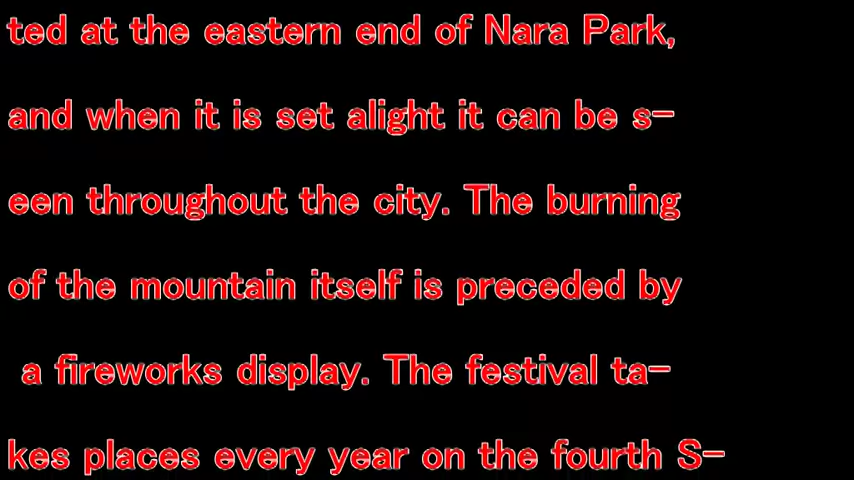 ted at the eastern end of Nara Park,
and when it is set alight it can be s-
een throughout the city. The burning
of the mountain itself is preceded by
a fireworks display. The festival ta-
kes places every year on the fourth S-